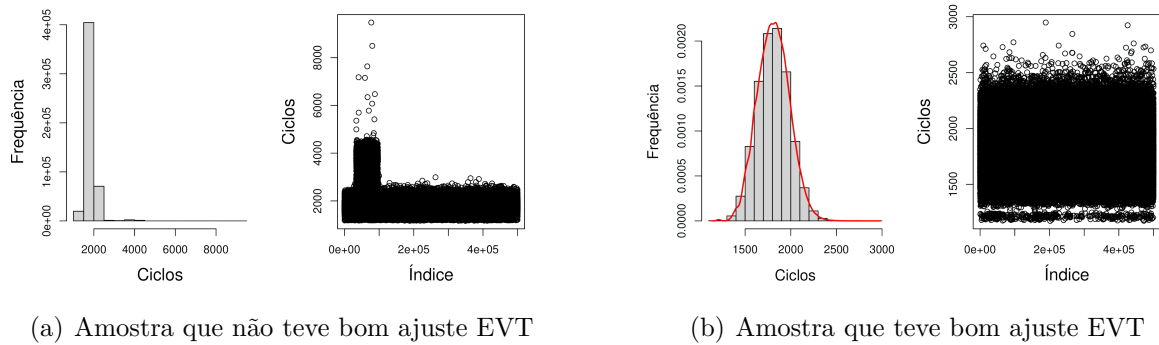 Frequência
0e+00 1e+05 2e+05 3e+05 4e+05
2000 4000 6000 8000
Ciclos
Ciclos
2000 4000 6000 8000
0e+00 2e+05 4e+05
Índice
(a) Amostra que não teve bom ajuste EVT
Frequência
0.0000 0.0005 0.0010 0.0015 0.0020
1500 2000 2500 3000
Ciclos
Ciclos
1500 2000 2500 3000
0e+00 2e+05 4e+05
Índice
(b) Amostra que teve bom ajuste EVT